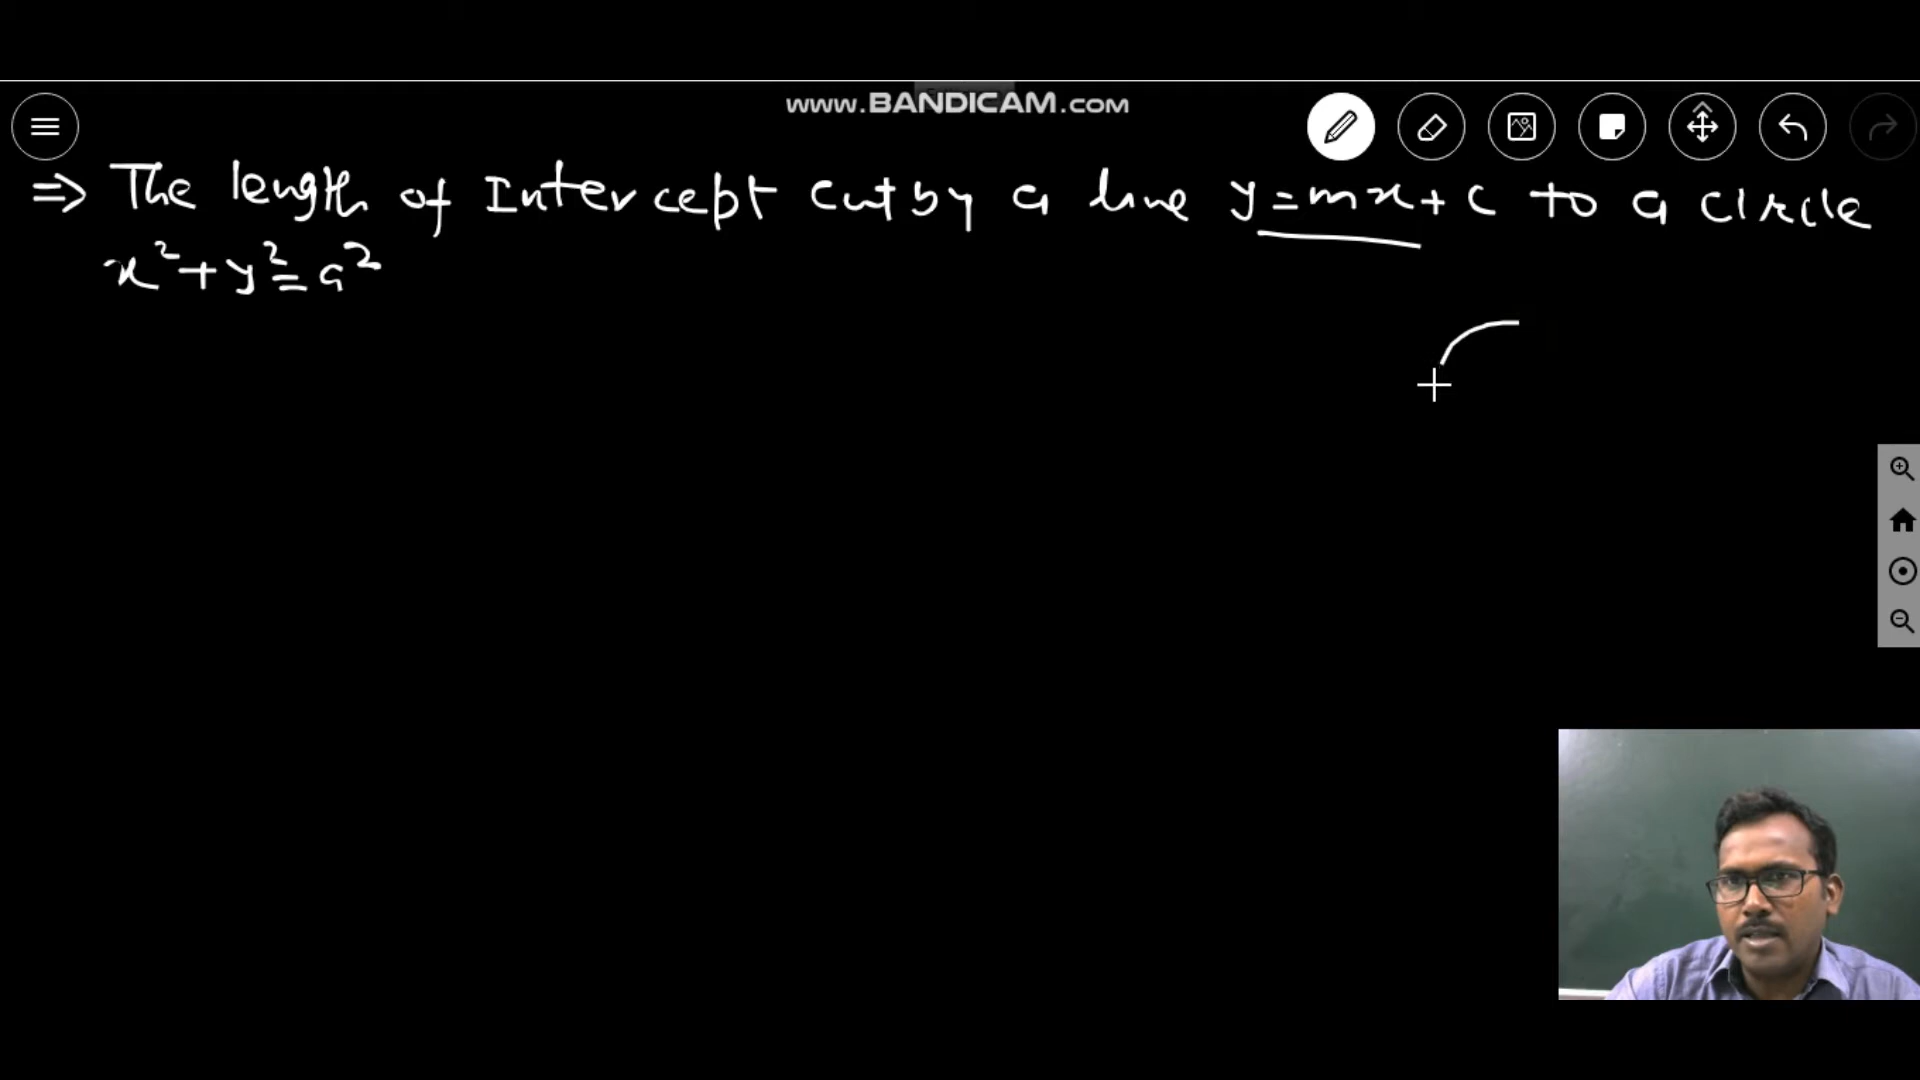 www.BANDICAM.com
⇒ The length of Intercept cut by a line y=mx+c to a circle
x²+y²=a²